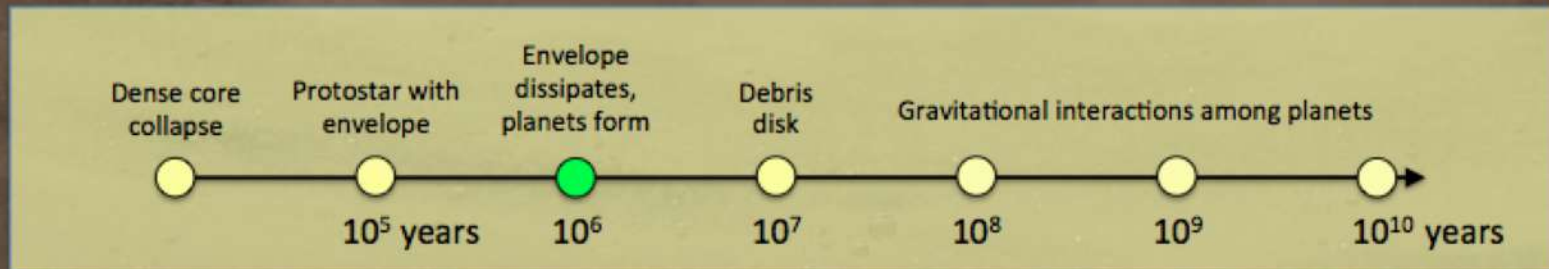 Dense core
collapse
Protostar with
envelope
Envelope
dissipates,
planets form
Debris
disk
Gravitational interactions among planets
10⁵ years
10⁶
10⁷
10⁸
10⁹
10¹⁰ years